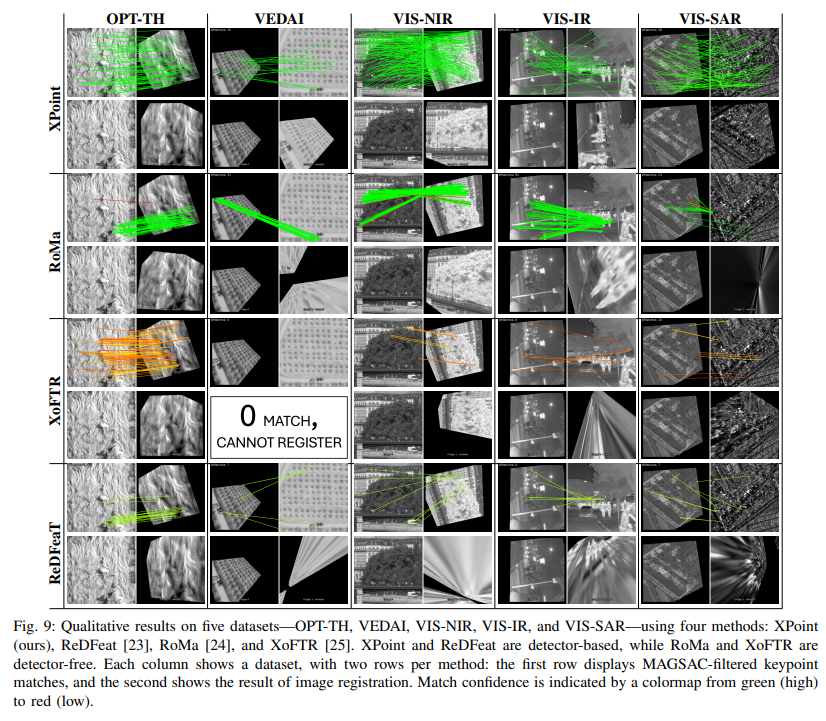 OPT-TH VEDAI VIS-NIR VIS-IR VIS-SAR
XPoint
RoMa
XoFTR
0 MATCH,
CANNOT REGISTER
ReDFeaT
Fig. 9: Qualitative results on five datasets—OPT-TH, VEDAI, VIS-NIR, VIS-IR, and VIS-SAR—using four methods: XPoint
(ours), ReDFeat [23], RoMa [24], and XoFTR [25]. XPoint and ReDFeat are detector-based, while RoMa and XoFTR are
detector-free. Each column shows a dataset, with two rows per method: the first row displays MAGSAC-filtered keypoint
matches, and the second shows the result of image registration. Match confidence is indicated by a colormap from green (high)
to red (low).